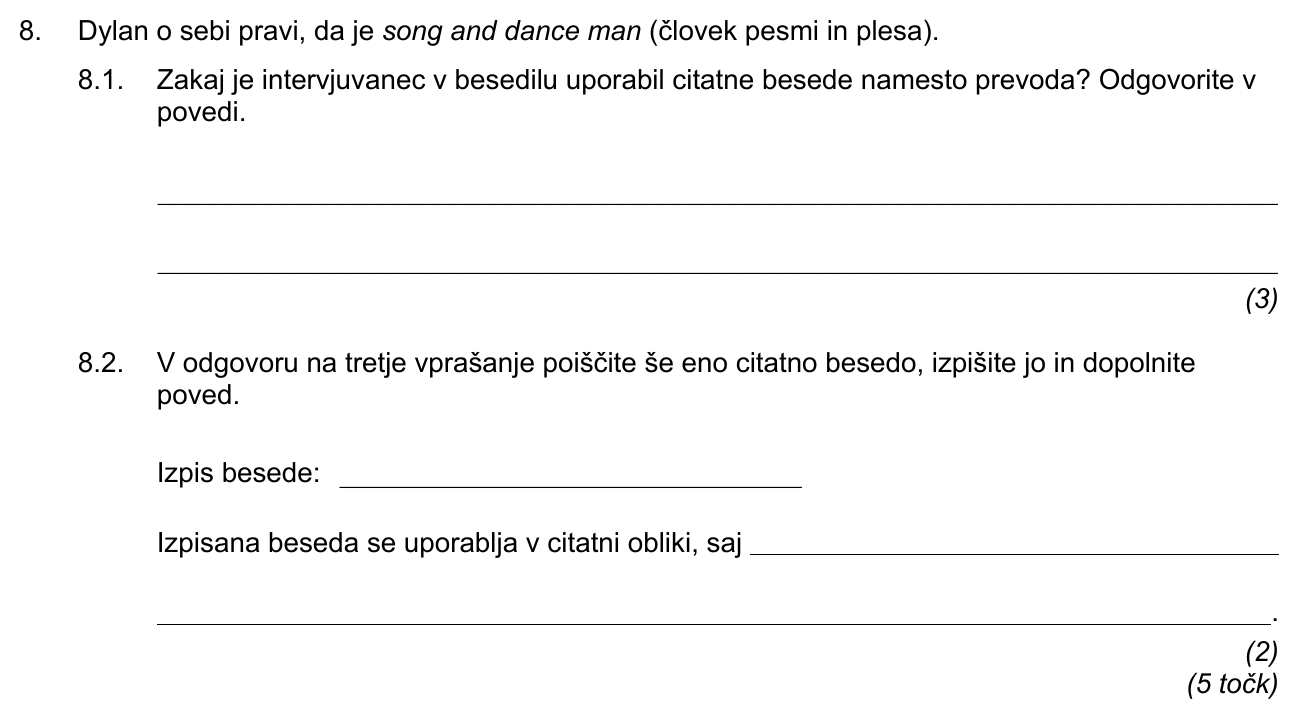 8. Dylan o sebi pravi, da je song and dance man (človek pesmi in plesa).
8.1. Zakaj je intervjuvanec v besedilu uporabil citatne besede namesto prevoda? Odgovorite v
povedi.
(3)
8.2. V odgovoru na tretje vprašanje poiščite še eno citatno besedo, izpišite jo in dopolnite
poved.
Izpis besede:
Izpisana beseda se uporablja v citatni obliki, saj
.
(2)
(5 točk)